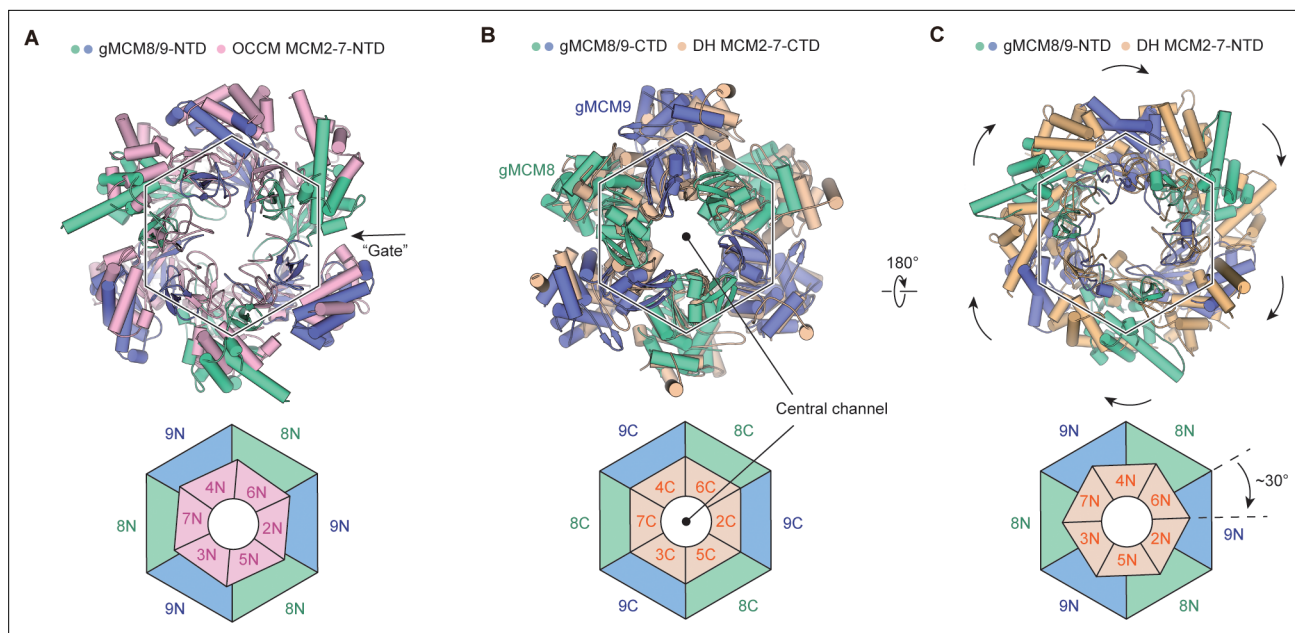 A
gMCM8/9-NTD OCCM MCM2-7-NTD
"Gate"
9N 8N
4N 6N
8N 7N 2N 9N
3N 5N
9N 8N
B
gMCM8/9-CTD DH MCM2-7-CTD
gMCM9
gMCM8
Central channel
9C 8C
4C 6C
8C 7C 2C 9C
3C 5C
9C 8C
180°
C
gMCM8/9-NTD DH MCM2-7-NTD
9N 8N
~30°
4N
7N 6N
8N 9N
3N 2N
5N
9N 8N